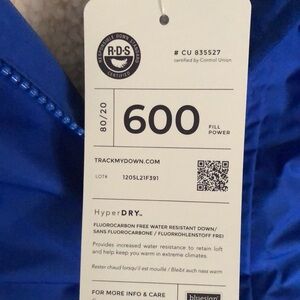 RESPONSIBLE DOWN STANDARD
R·D·S
CERTIFIED
# CU 835527
certified by Control Union
80/20
600
FILL
POWER
TRACKMYDOWN.COM
LOT# 1205L21F391
HyperDRY™
FLUOROCARBON FREE WATER RESISTANT DOWN/
SANS FLUOROCARBONE / FLUORKOHLENSTOFF FREI
Provides increased water resistance to retain loft
and help keep you warm in extreme climates.
Rester chaud lorsqu'il est mouillé / Bleibt auch nass warm
FOR MORE INFO & CARE
bluesign